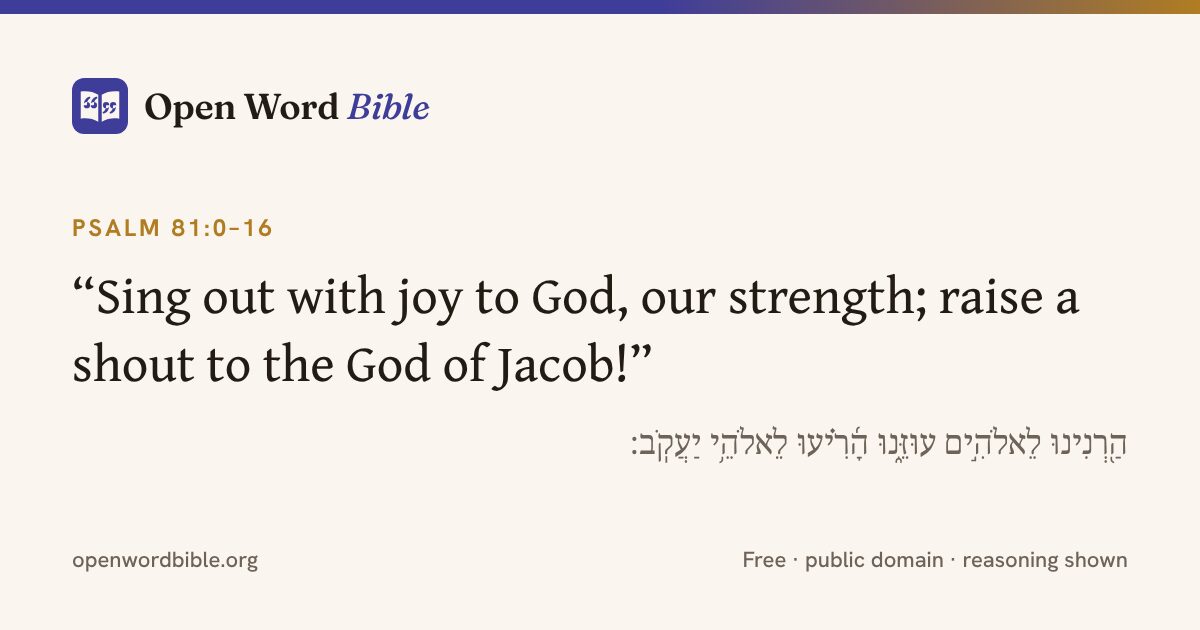 Open Word Bible
PSALM 81:0–16
“Sing out with joy to God, our strength; raise a
shout to the God of Jacob!”
הַ֭רְנִינוּ לֵאלֹהִ֣ים עוּזֵּ֑נוּ הָ֝רִ֗יעוּ לֵאלֹהֵ֥י יַעֲקֹֽב׃
openwordbible.org
Free · public domain · reasoning shown